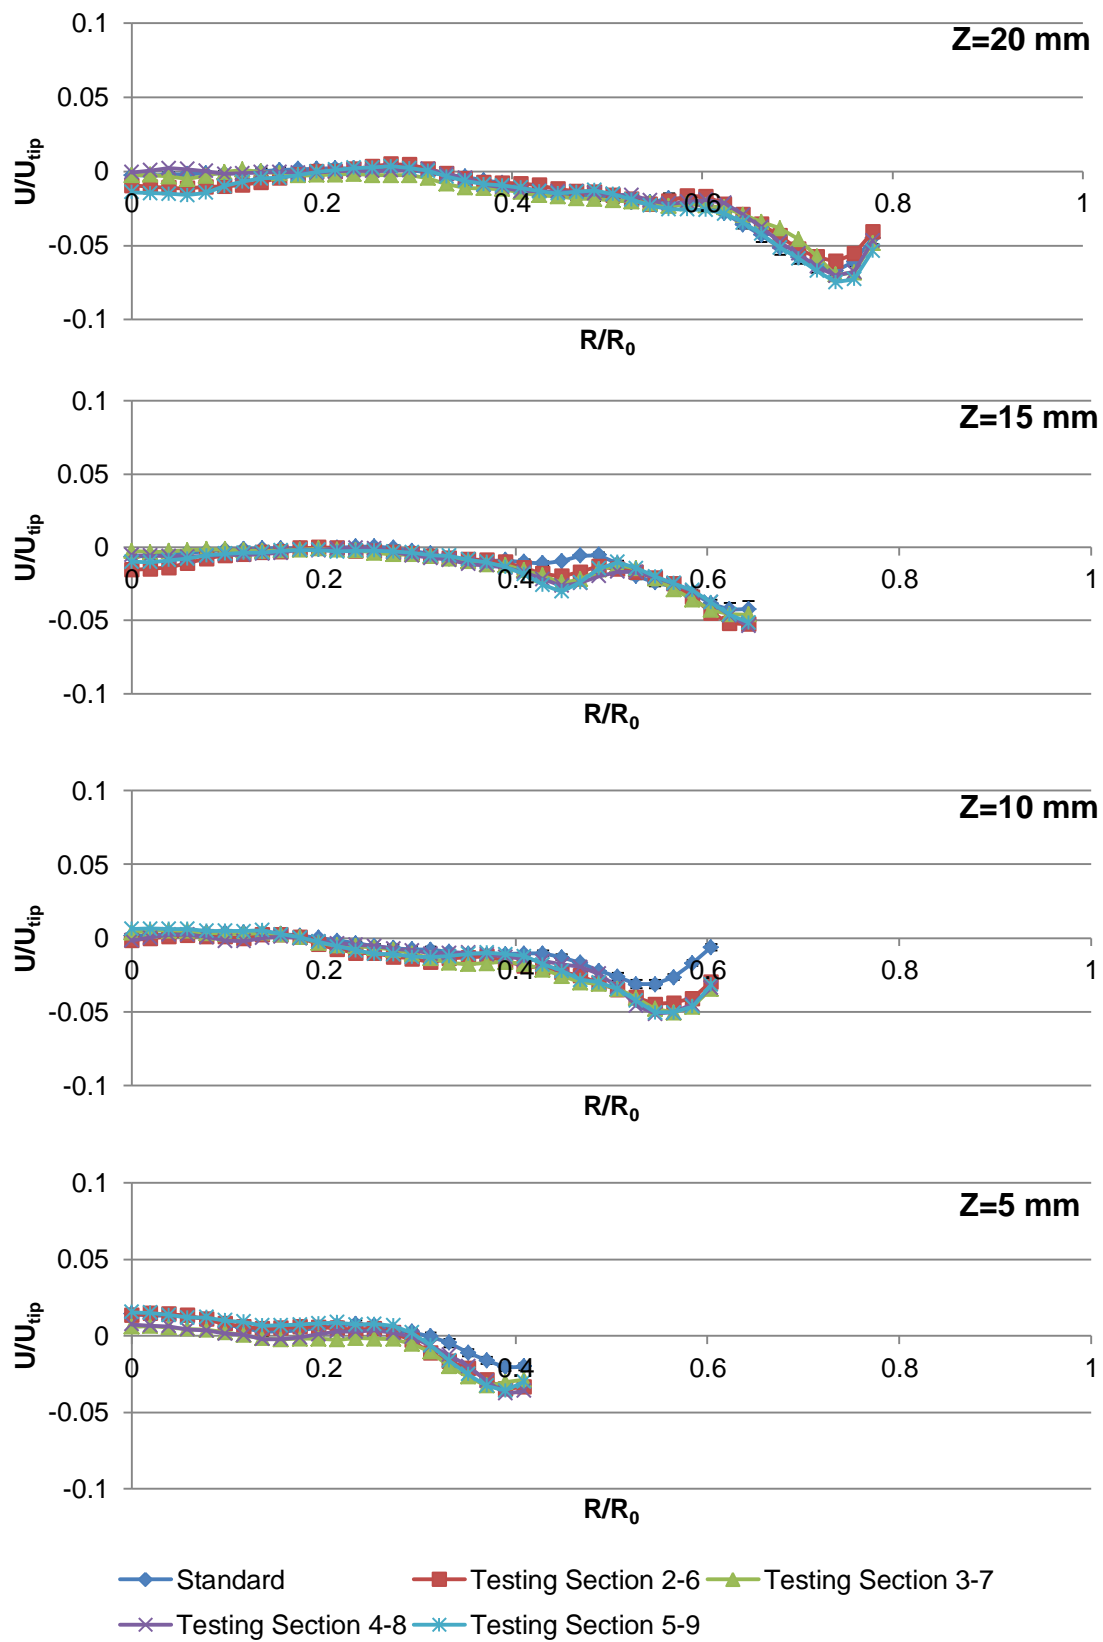 0.1
Z=20 mm
0.05
0
-0.05
-0.1
U/Utip
0 0.2 0.4 0.6 0.8 1
R/R0
0.1
Z=15 mm
0.05
0
-0.05
-0.1
U/Utip
0 0.2 0.4 0.6 0.8 1
R/R0
0.1
Z=10 mm
0.05
0
-0.05
-0.1
U/Utip
0 0.2 0.4 0.6 0.8 1
R/R0
0.1
Z=5 mm
0.05
0
-0.05
-0.1
U/Utip
0 0.2 0.4 0.6 0.8 1
R/R0
Standard Testing Section 2-6 Testing Section 3-7
Testing Section 4-8 Testing Section 5-9